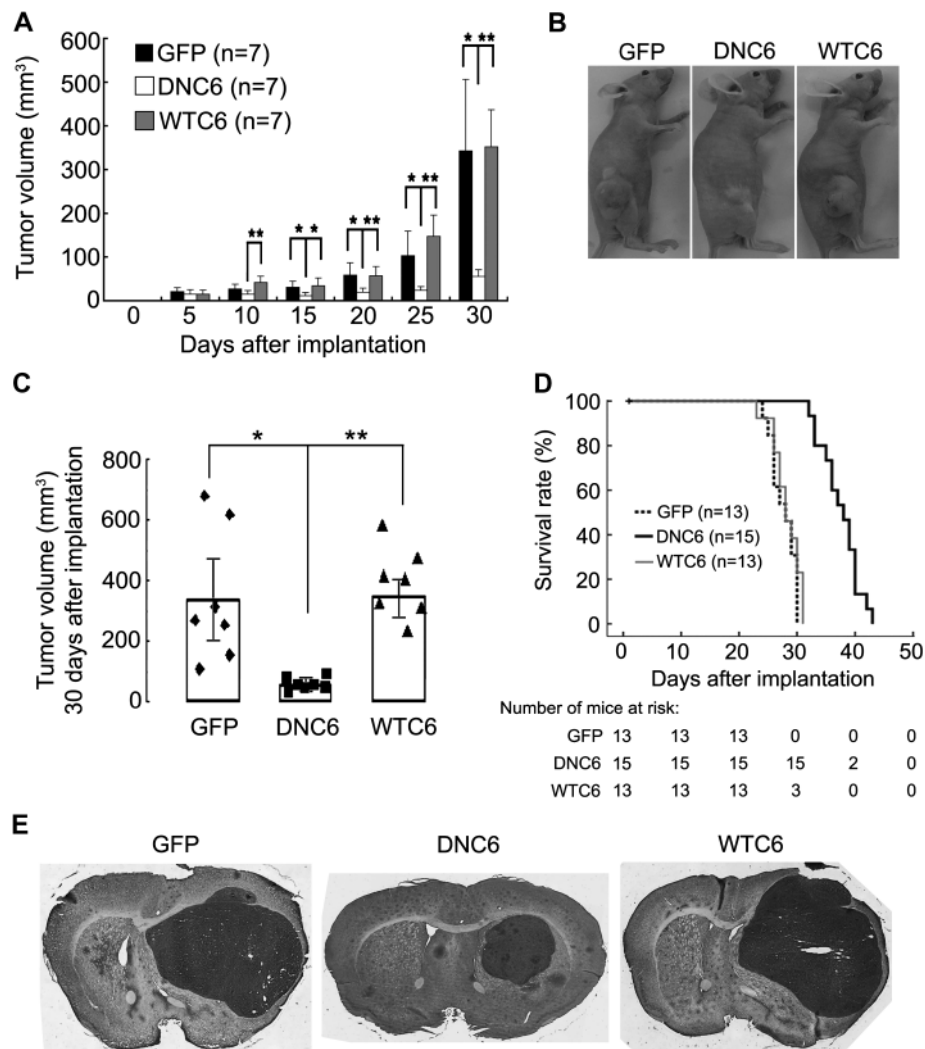 A
Tumor volume (mm³)
600
500
400
300
200
100
0
GFP (n=7)
DNC6 (n=7)
WTC6 (n=7)
**
* *
* **
* **
* **
0 5 10 15 20 25 30
Days after implantation
B
GFP DNC6 WTC6
C
Tumor volume (mm³)
30 days after implantation
800
600
400
200
0
* **
GFP DNC6 WTC6
D
Survival rate (%)
100
80
60
40
20
0
GFP (n=13)
DNC6 (n=15)
WTC6 (n=13)
0 10 20 30 40 50
Days after implantation
Number of mice at risk:
GFP 13 13 13 0 0 0
DNC6 15 15 15 15 2 0
WTC6 13 13 13 3 0 0
E
GFP DNC6 WTC6